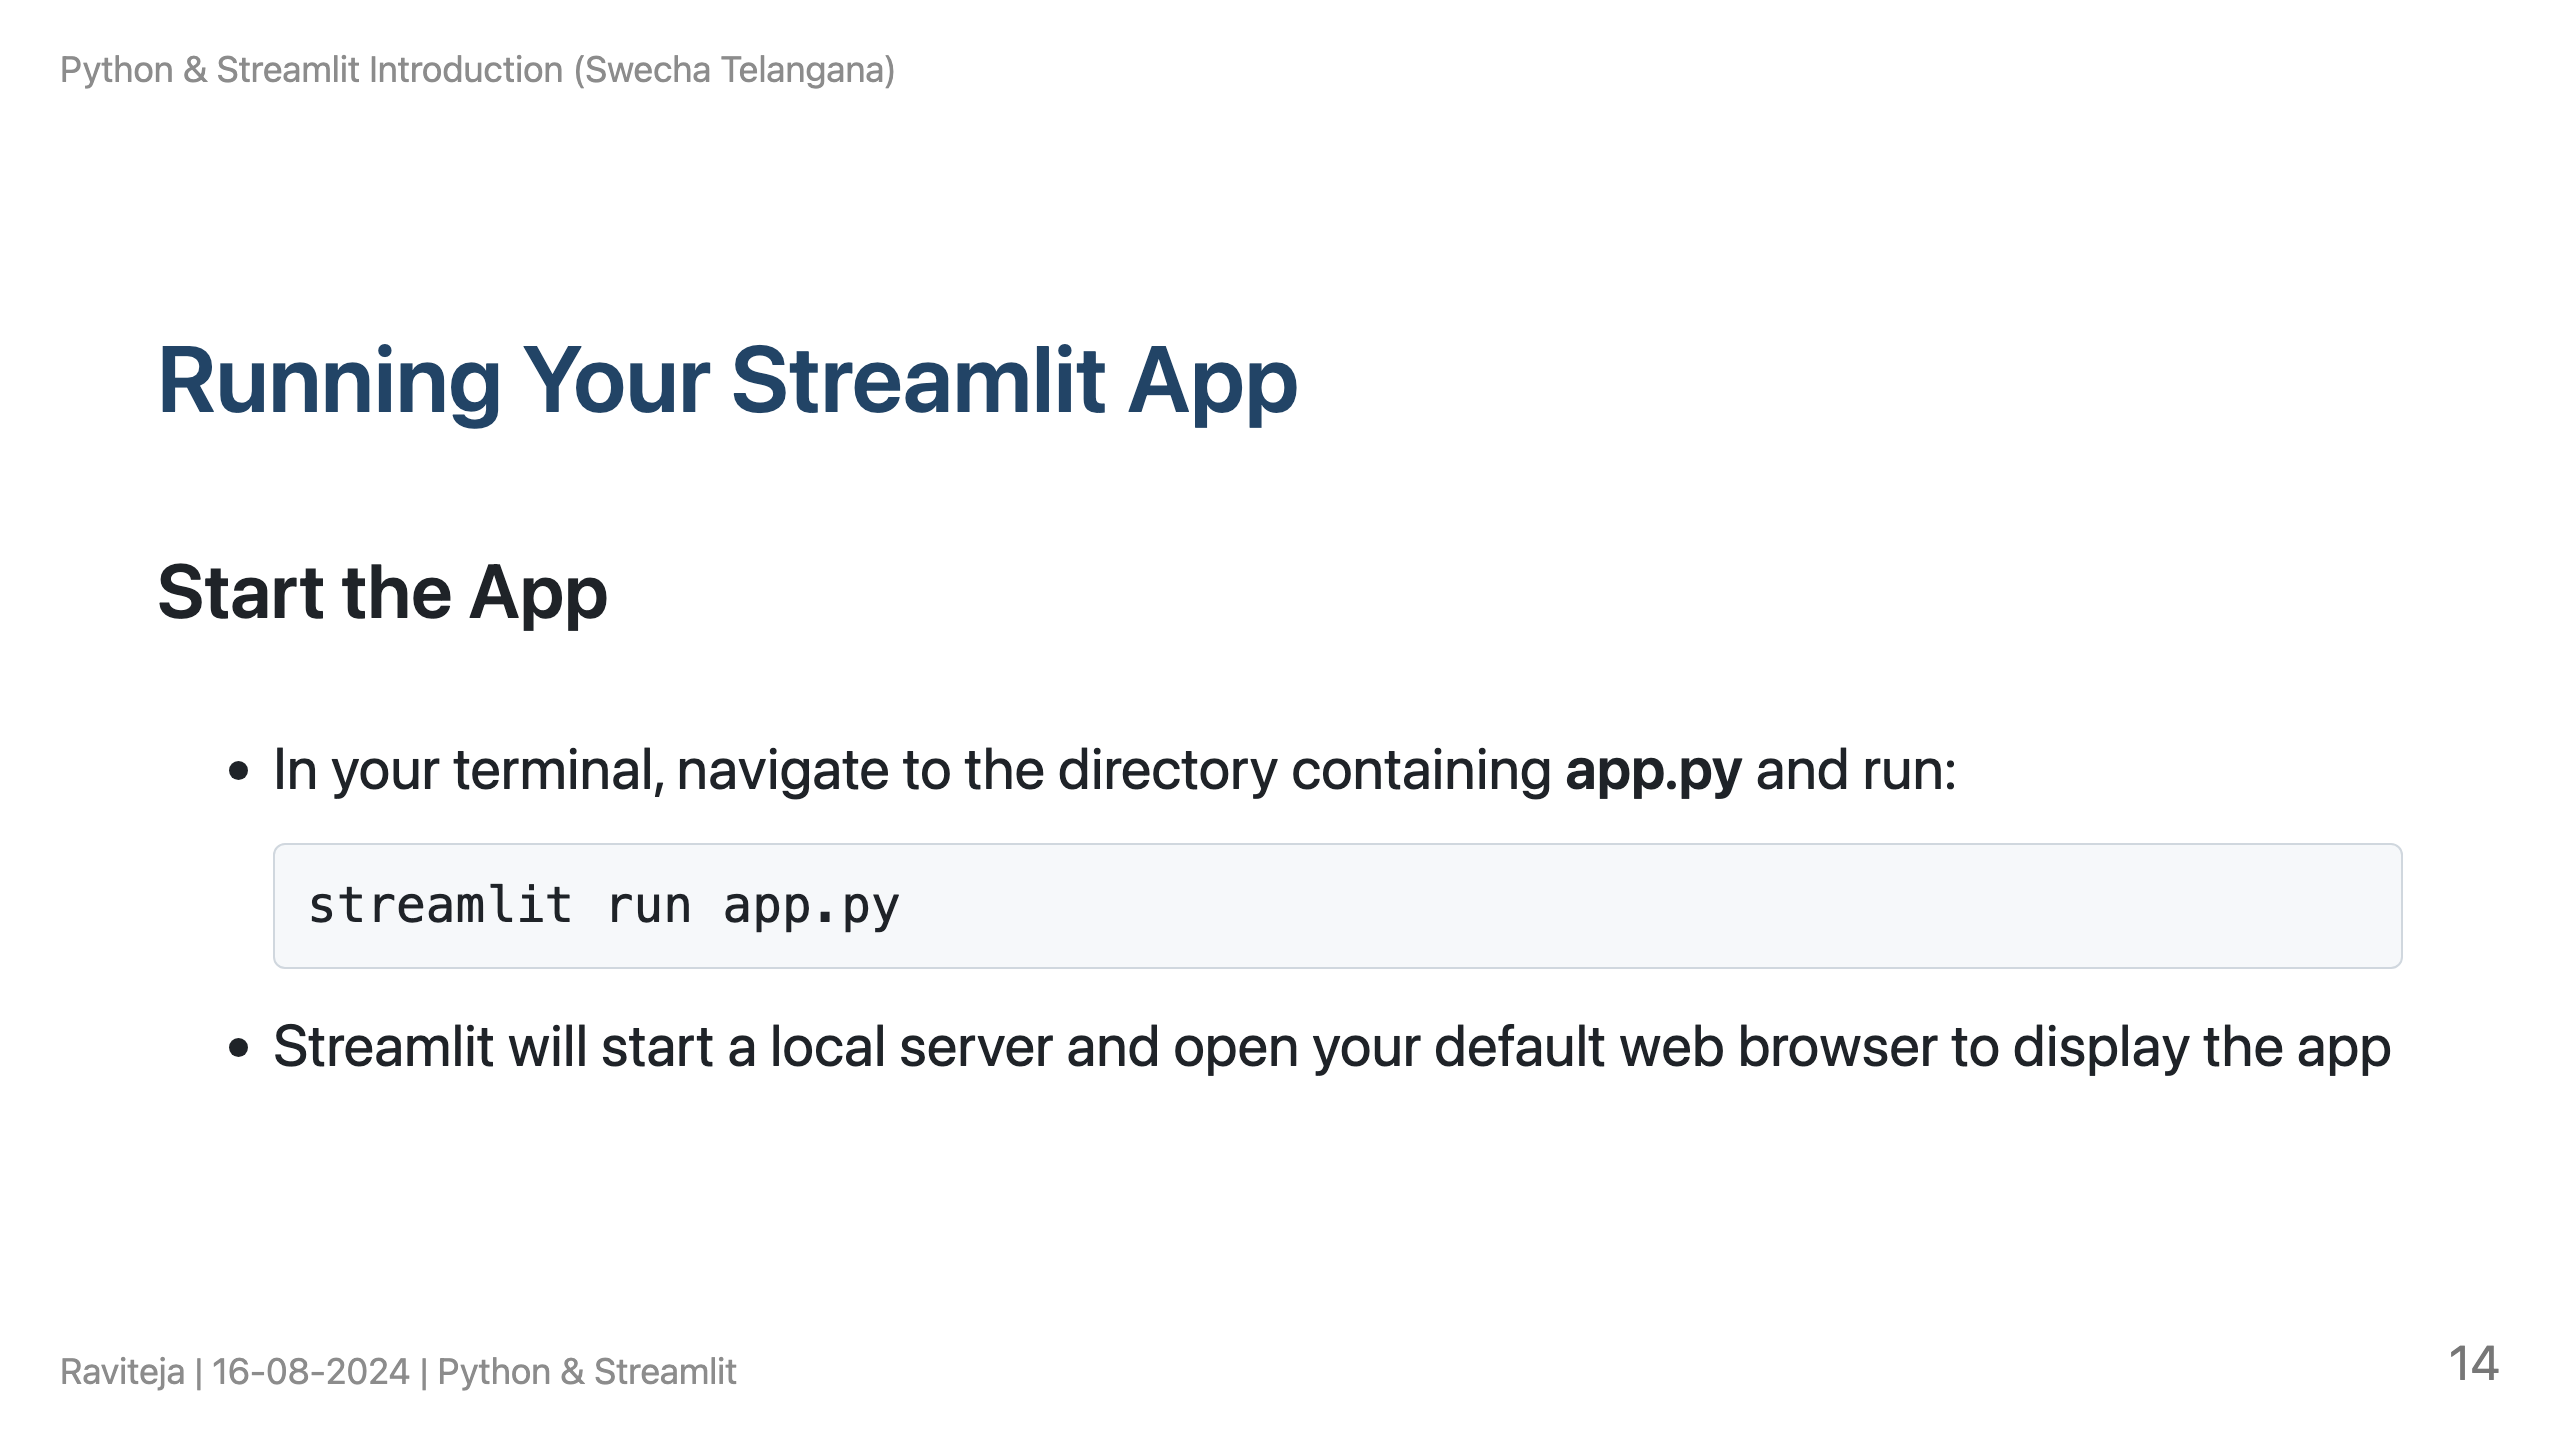 Python & Streamlit Introduction (Swecha Telangana)
Running Your Streamlit App
Start the App
• In your terminal, navigate to the directory containing app.py and run:
streamlit run app.py
• Streamlit will start a local server and open your default web browser to display the app
Raviteja | 16-08-2024 | Python & Streamlit
14